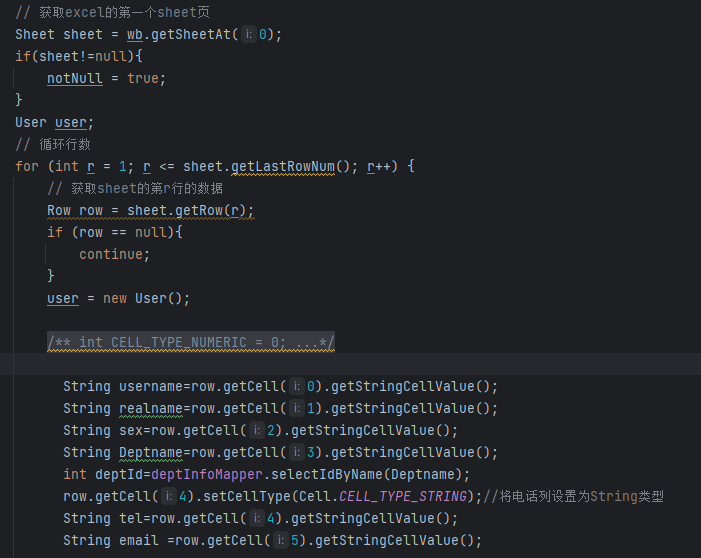 // 获取excel的第一个sheet页
Sheet sheet = wb.getSheetAt( i: 0);
if(sheet!=null){
notNull = true;
}
User user;
// 循环行数
for (int r = 1; r <= sheet.getLastRowNum(); r++) {
// 获取sheet的第r行的数据
Row row = sheet.getRow(r);
if (row == null){
continue;
}
user = new User();
/** int CELL_TYPE_NUMERIC = 0; ...*/
String username=row.getCell( i: 0).getStringCellValue();
String realname=row.getCell( i: 1).getStringCellValue();
String sex=row.getCell( i: 2).getStringCellValue();
String Deptname=row.getCell( i: 3).getStringCellValue();
int deptId=deptInfoMapper.selectIdByName(Deptname);
row.getCell( i: 4).setCellType(Cell.CELL_TYPE_STRING);//将电话列设置为String类型
String tel=row.getCell( i: 4).getStringCellValue();
String email =row.getCell( i: 5).getStringCellValue();